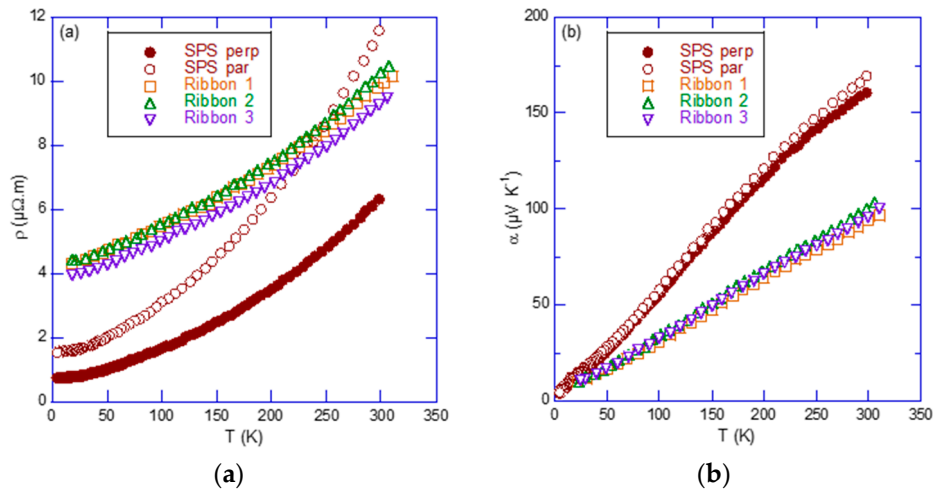 (a)
SPS perp
SPS par
Ribbon 1
Ribbon 2
Ribbon 3
ρ (μΩ.m)
12
10
8
6
4
2
0
0 50 100 150 200 250 300 350
T (K)
(a)
(b)
SPS perp
SPS par
Ribbon 1
Ribbon 2
Ribbon 3
α (μV K⁻¹)
200
150
100
50
0
0 50 100 150 200 250 300 350
T (K)
(b)